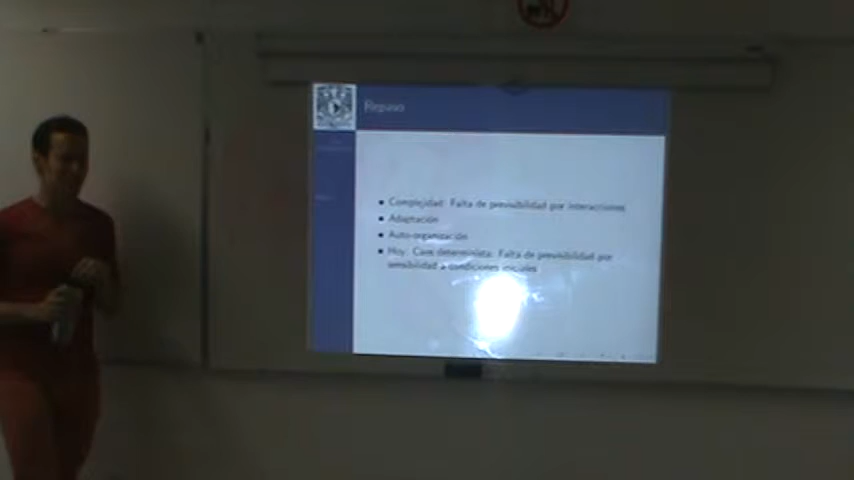 Repaso
Complejidad: Falta de previsibilidad por interacciones
Adaptación
Auto-organización
Hoy: Caos determinista: Falta de previsibilidad por
sensibilidad a condiciones iniciales